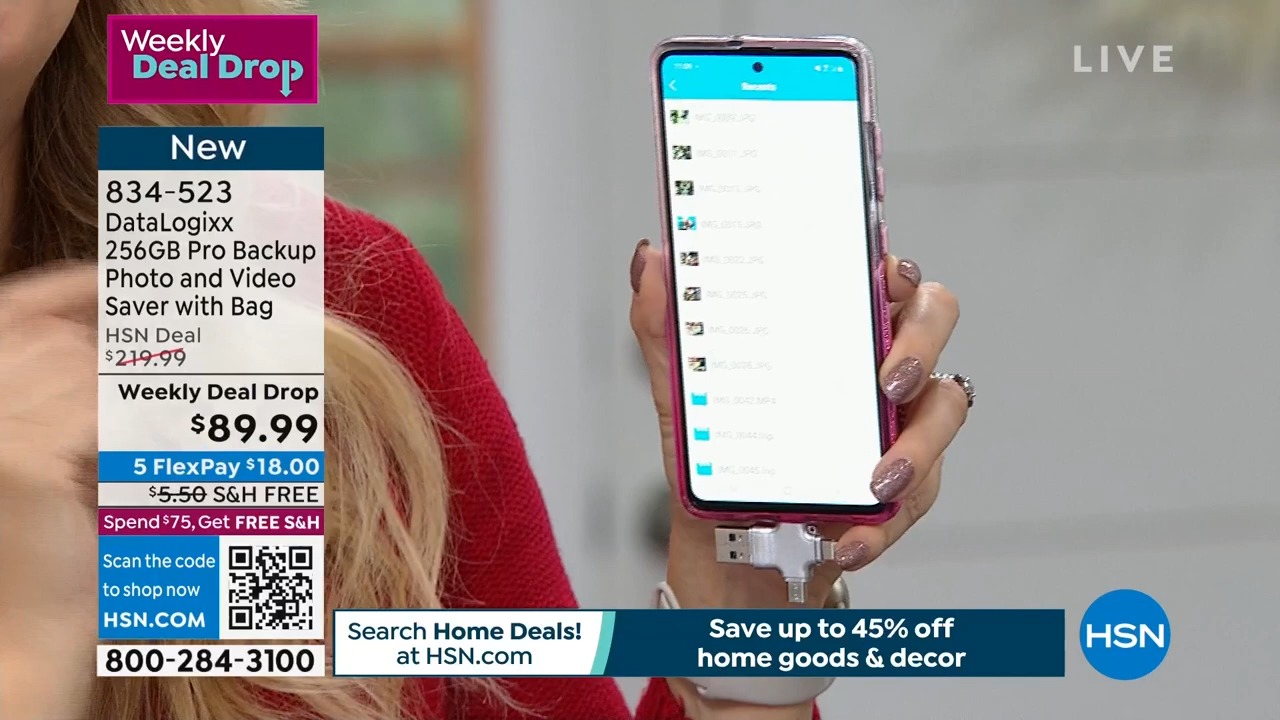 Weekly
Deal Drop
New
834-523
DataLogixx
256GB Pro Backup
Photo and Video
Saver with Bag
HSN Deal
$219.99
Weekly Deal Drop
$89.99
5 FlexPay $18.00
$5.50 S&H FREE
Spend $75, Get FREE S&H
Scan the code
to shop now
HSN.COM
800-284-3100
LIVE
Recents
IMG_0042.MP4
Search Home Deals!
at HSN.com
Save up to 45% off
home goods & decor
HSN